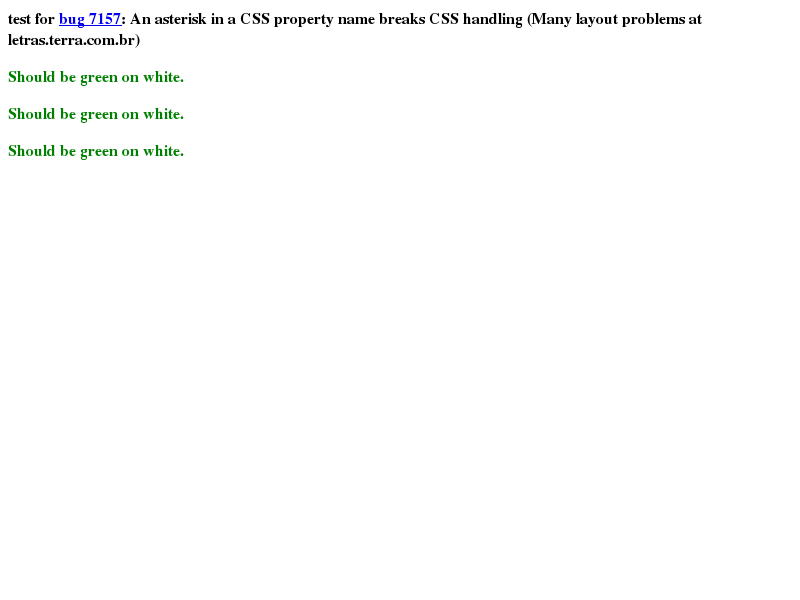 test for bug 7157: An asterisk in a CSS property name breaks CSS handling (Many layout problems at
letras.terra.com.br)
Should be green on white.
Should be green on white.
Should be green on white.